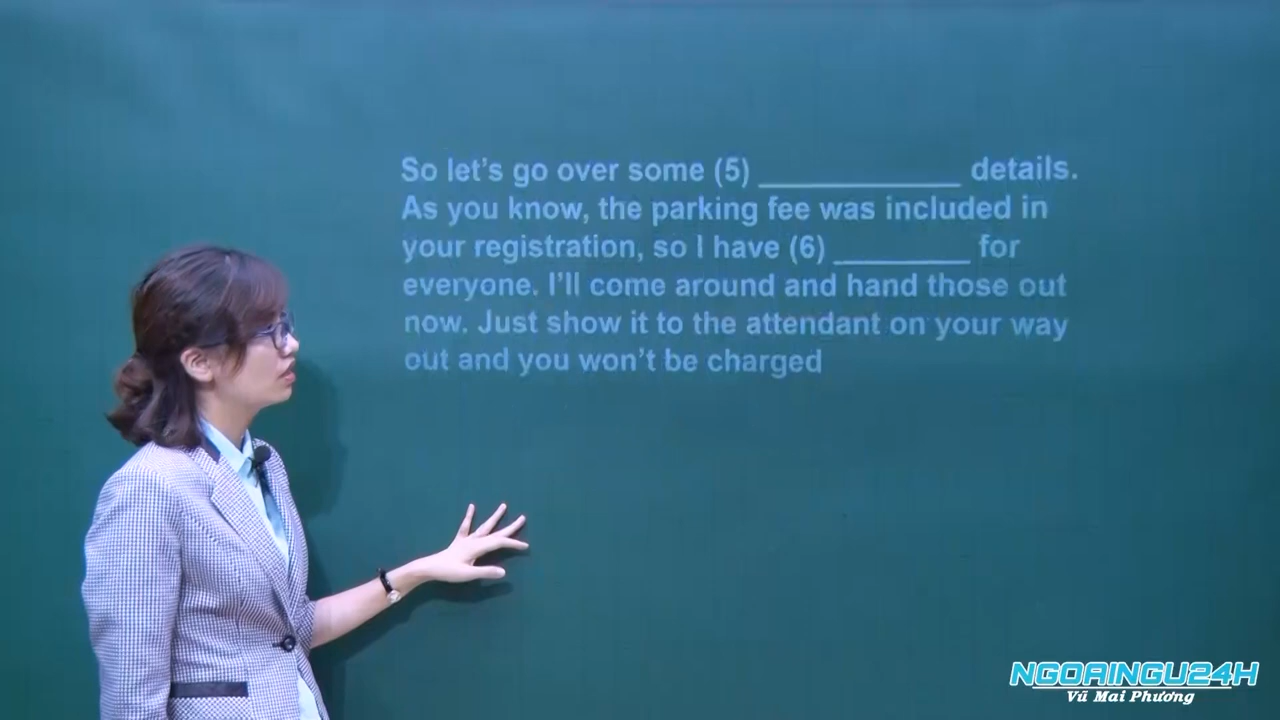 So let's go over some (5) _____________ details.
As you know, the parking fee was included in
your registration, so I have (6) _________ for
everyone. I'll come around and hand those out
now. Just show it to the attendant on your way
out and you won't be charged
NGOAINGU24H
Vũ Mai Phương